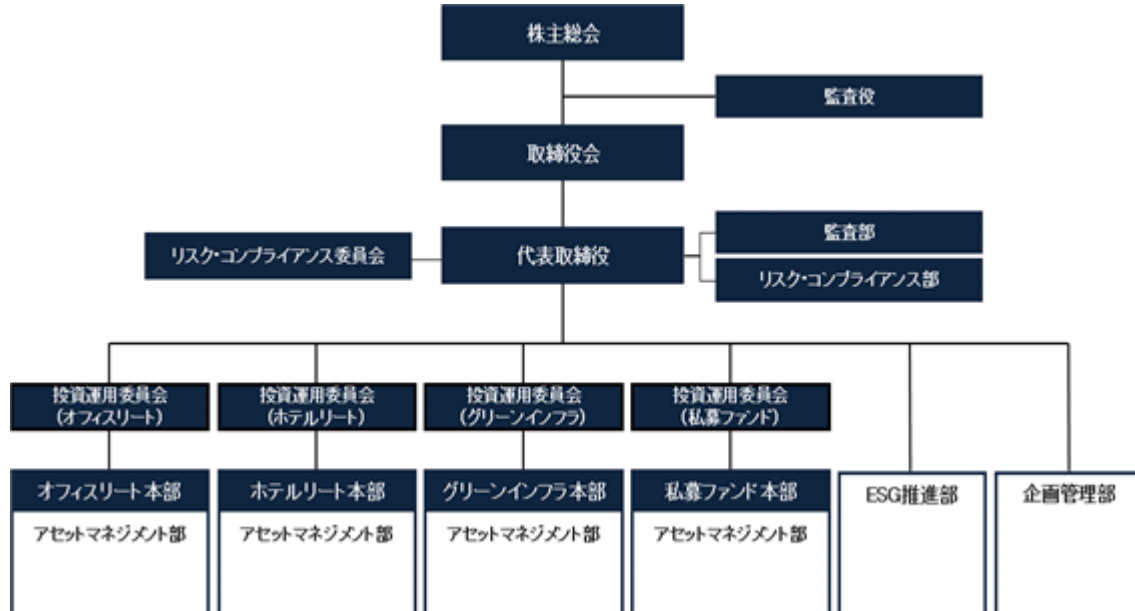 株主総会
監査役
取締役会
監査部
リスク・コンプライアンス委員会
代表取締役
リスク・コンプライアンス部
投資運用委員会
(オフィスリート)
投資運用委員会
(ホテルリート)
投資運用委員会
(グリーンインフラ)
投資運用委員会
(私募ファンド)
オフィスリート本部
アセットマネジメント部
ホテルリート本部
アセットマネジメント部
グリーンインフラ本部
アセットマネジメント部
私募ファンド本部
アセットマネジメント部
ESG推進部
企画管理部